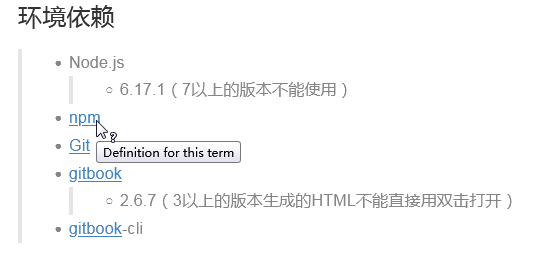 环境依赖
Node.js
6.17.1（7以上的版本不能使用）
npm
Git
Definition for this term
gitbook
2.6.7（3以上的版本生成的HTML不能直接用双击打开）
gitbook-cli